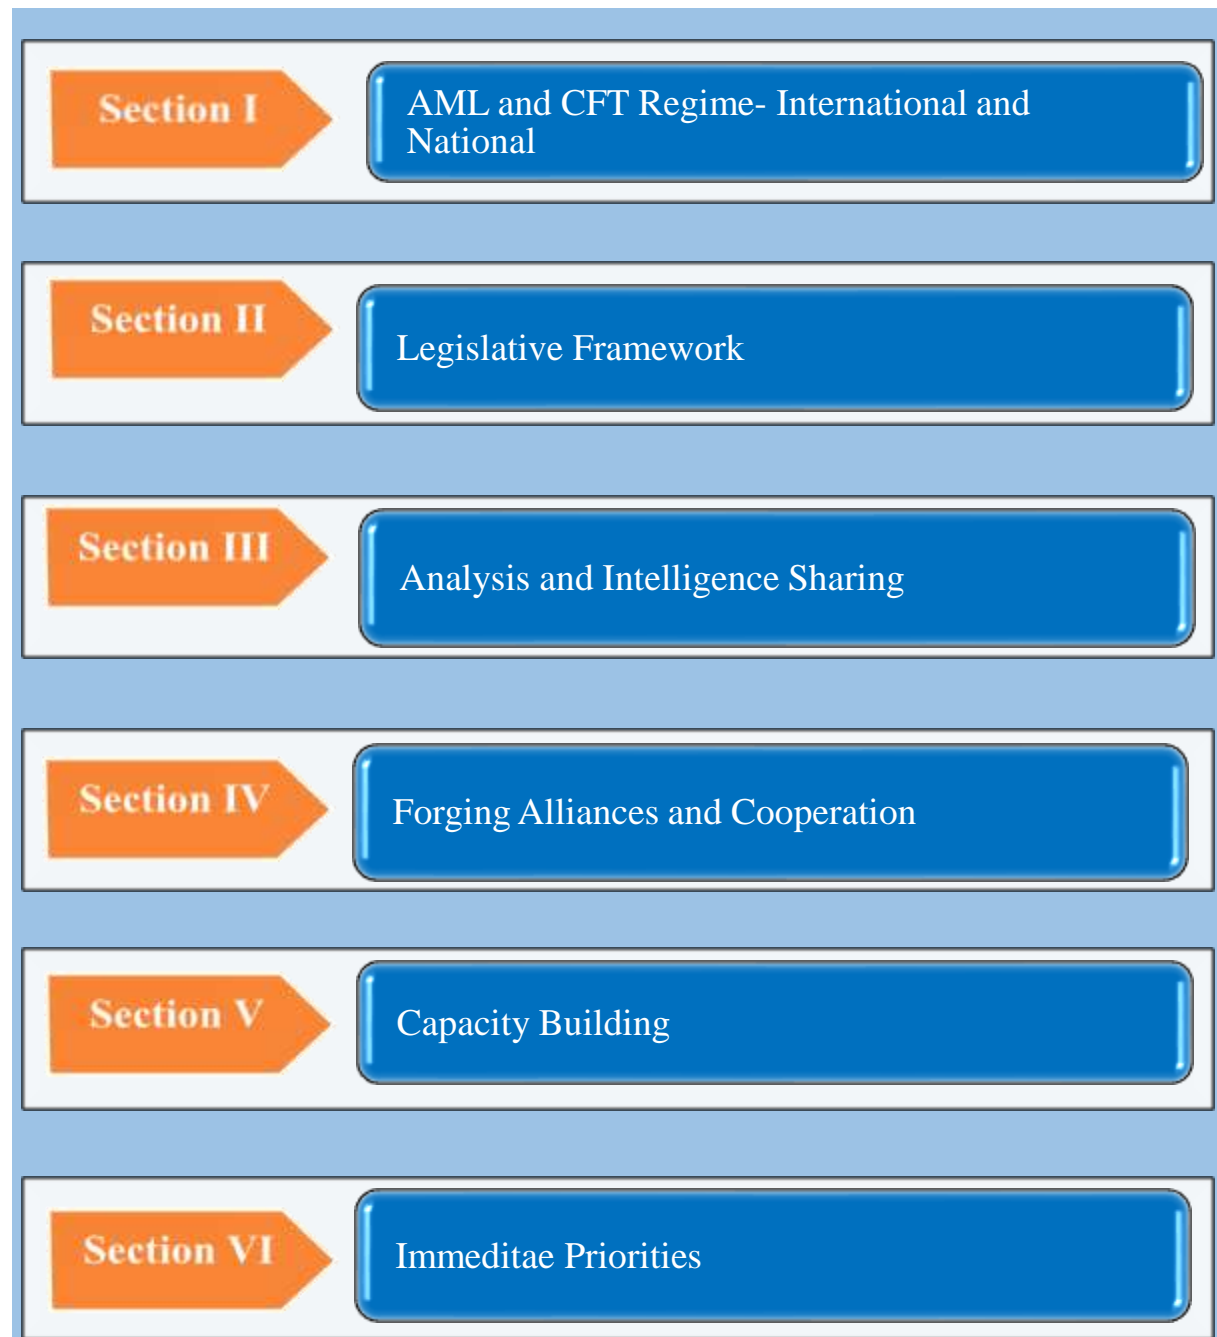 Section I
AML and CFT Regime- International and
National
Section II
Legislative Framework
Section III
Analysis and Intelligence Sharing
Section IV
Forging Alliances and Cooperation
Section V
Capacity Building
Section VI
Immeditae Priorities